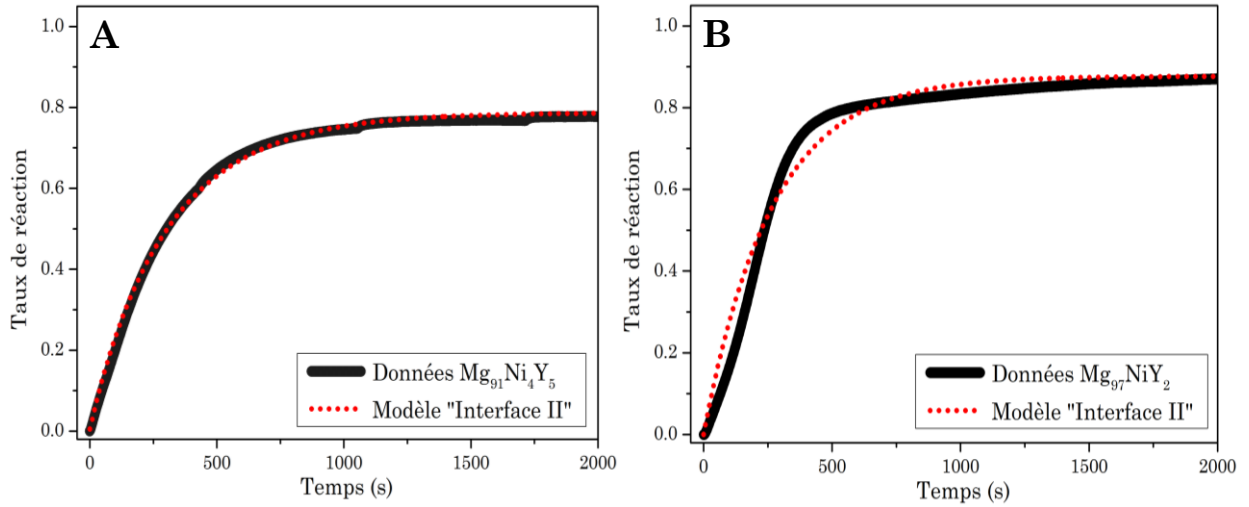 A
1.0
0.8
0.6
0.4
0.2
0.0
Taux de réaction
0
500
1000
1500
2000
Temps (s)
Données Mg₉₁Ni₄Y₅
Modèle "Interface II"
B
1.0
0.8
0.6
0.4
0.2
0.0
Taux de réaction
0
500
1000
1500
2000
Temps (s)
Données Mg₉₇NiY₂
Modèle "Interface II"